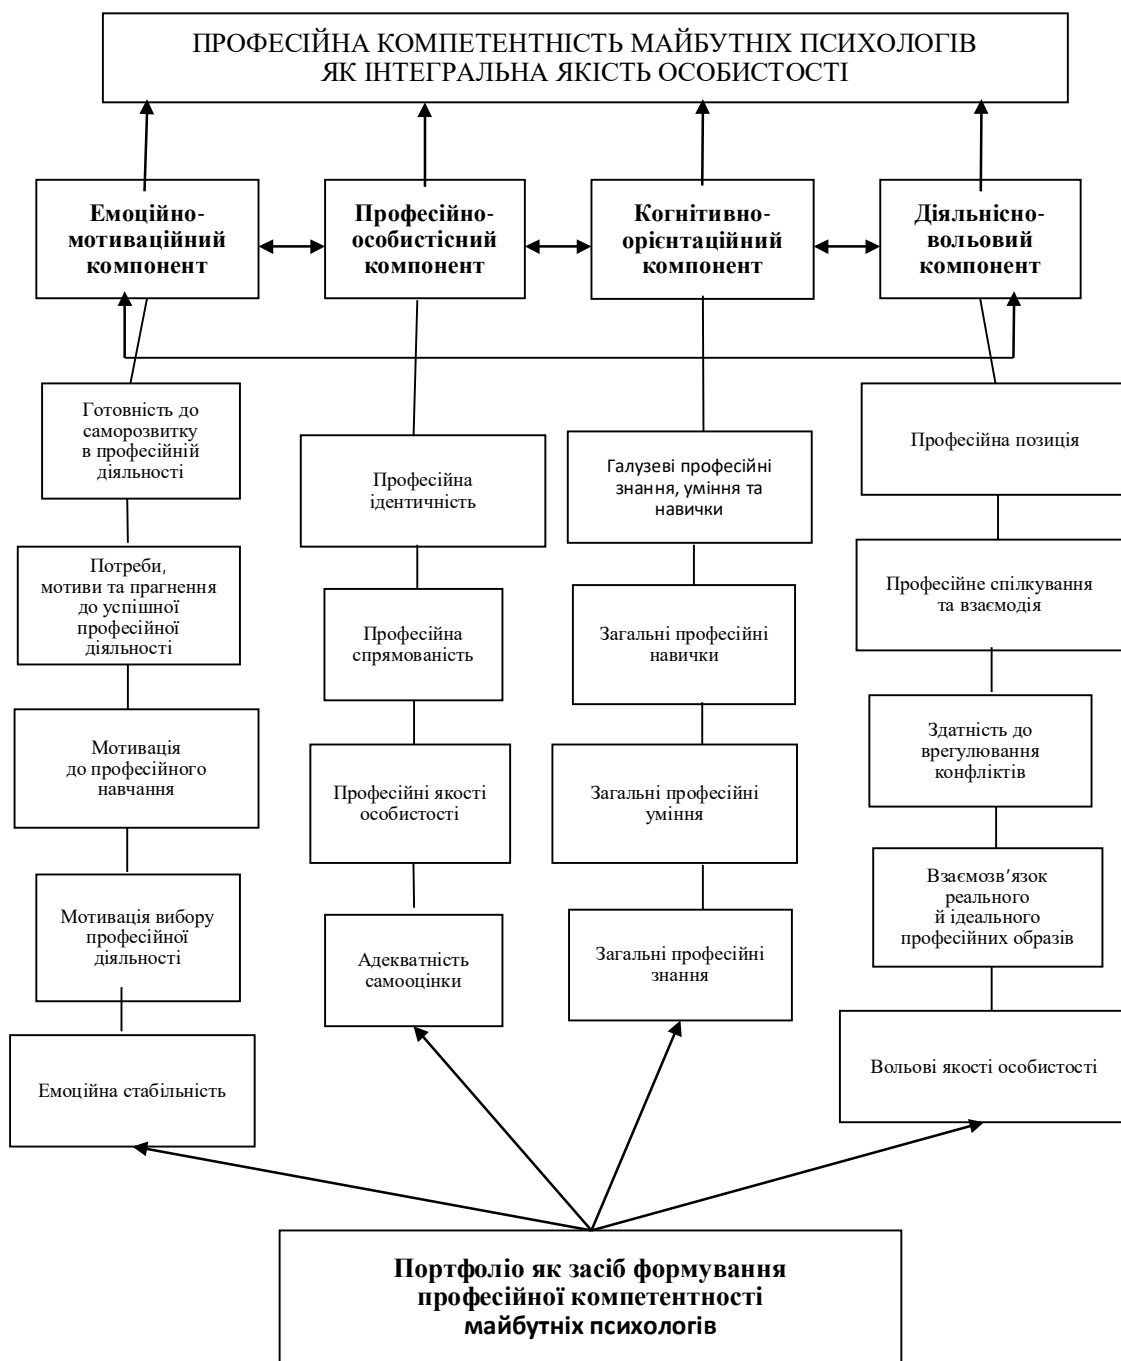 ПРОФЕСІЙНА КОМПЕТЕНТНІСТЬ МАЙБУТНІХ ПСИХОЛОГІВ
ЯК ІНТЕГРАЛЬНА ЯКІСТЬ ОСОБИСТОСТІ
Емоційно-
мотиваційний
компонент
Професійно-
особистісний
компонент
Когнітивно-
орієнтаційний
компонент
Діяльнісно-
вольовий
компонент
Готовність до
саморозвитку
в професійній
діяльності
Потреби,
мотиви та прагнення
до успішної
професійної
діяльності
Мотивація
до професійного
навчання
Мотивація вибору
професійної
діяльності
Емоційна стабільність
Професійна
ідентичність
Професійна
спрямованість
Професійні якості
особистості
Адекватність
самооцінки
Галузеві професійні
знання, уміння та
навички
Загальні професійні
навички
Загальні професійні
уміння
Загальні професійні
знання
Професійна позиція
Професійне спілкування
та взаємодія
Здатність до
врегулювання
конфліктів
Взаємозв'язок
реального
й ідеального
професійних образів
Вольові якості особистості
Портфоліо як засіб формування
професійної компетентності
майбутніх психологів